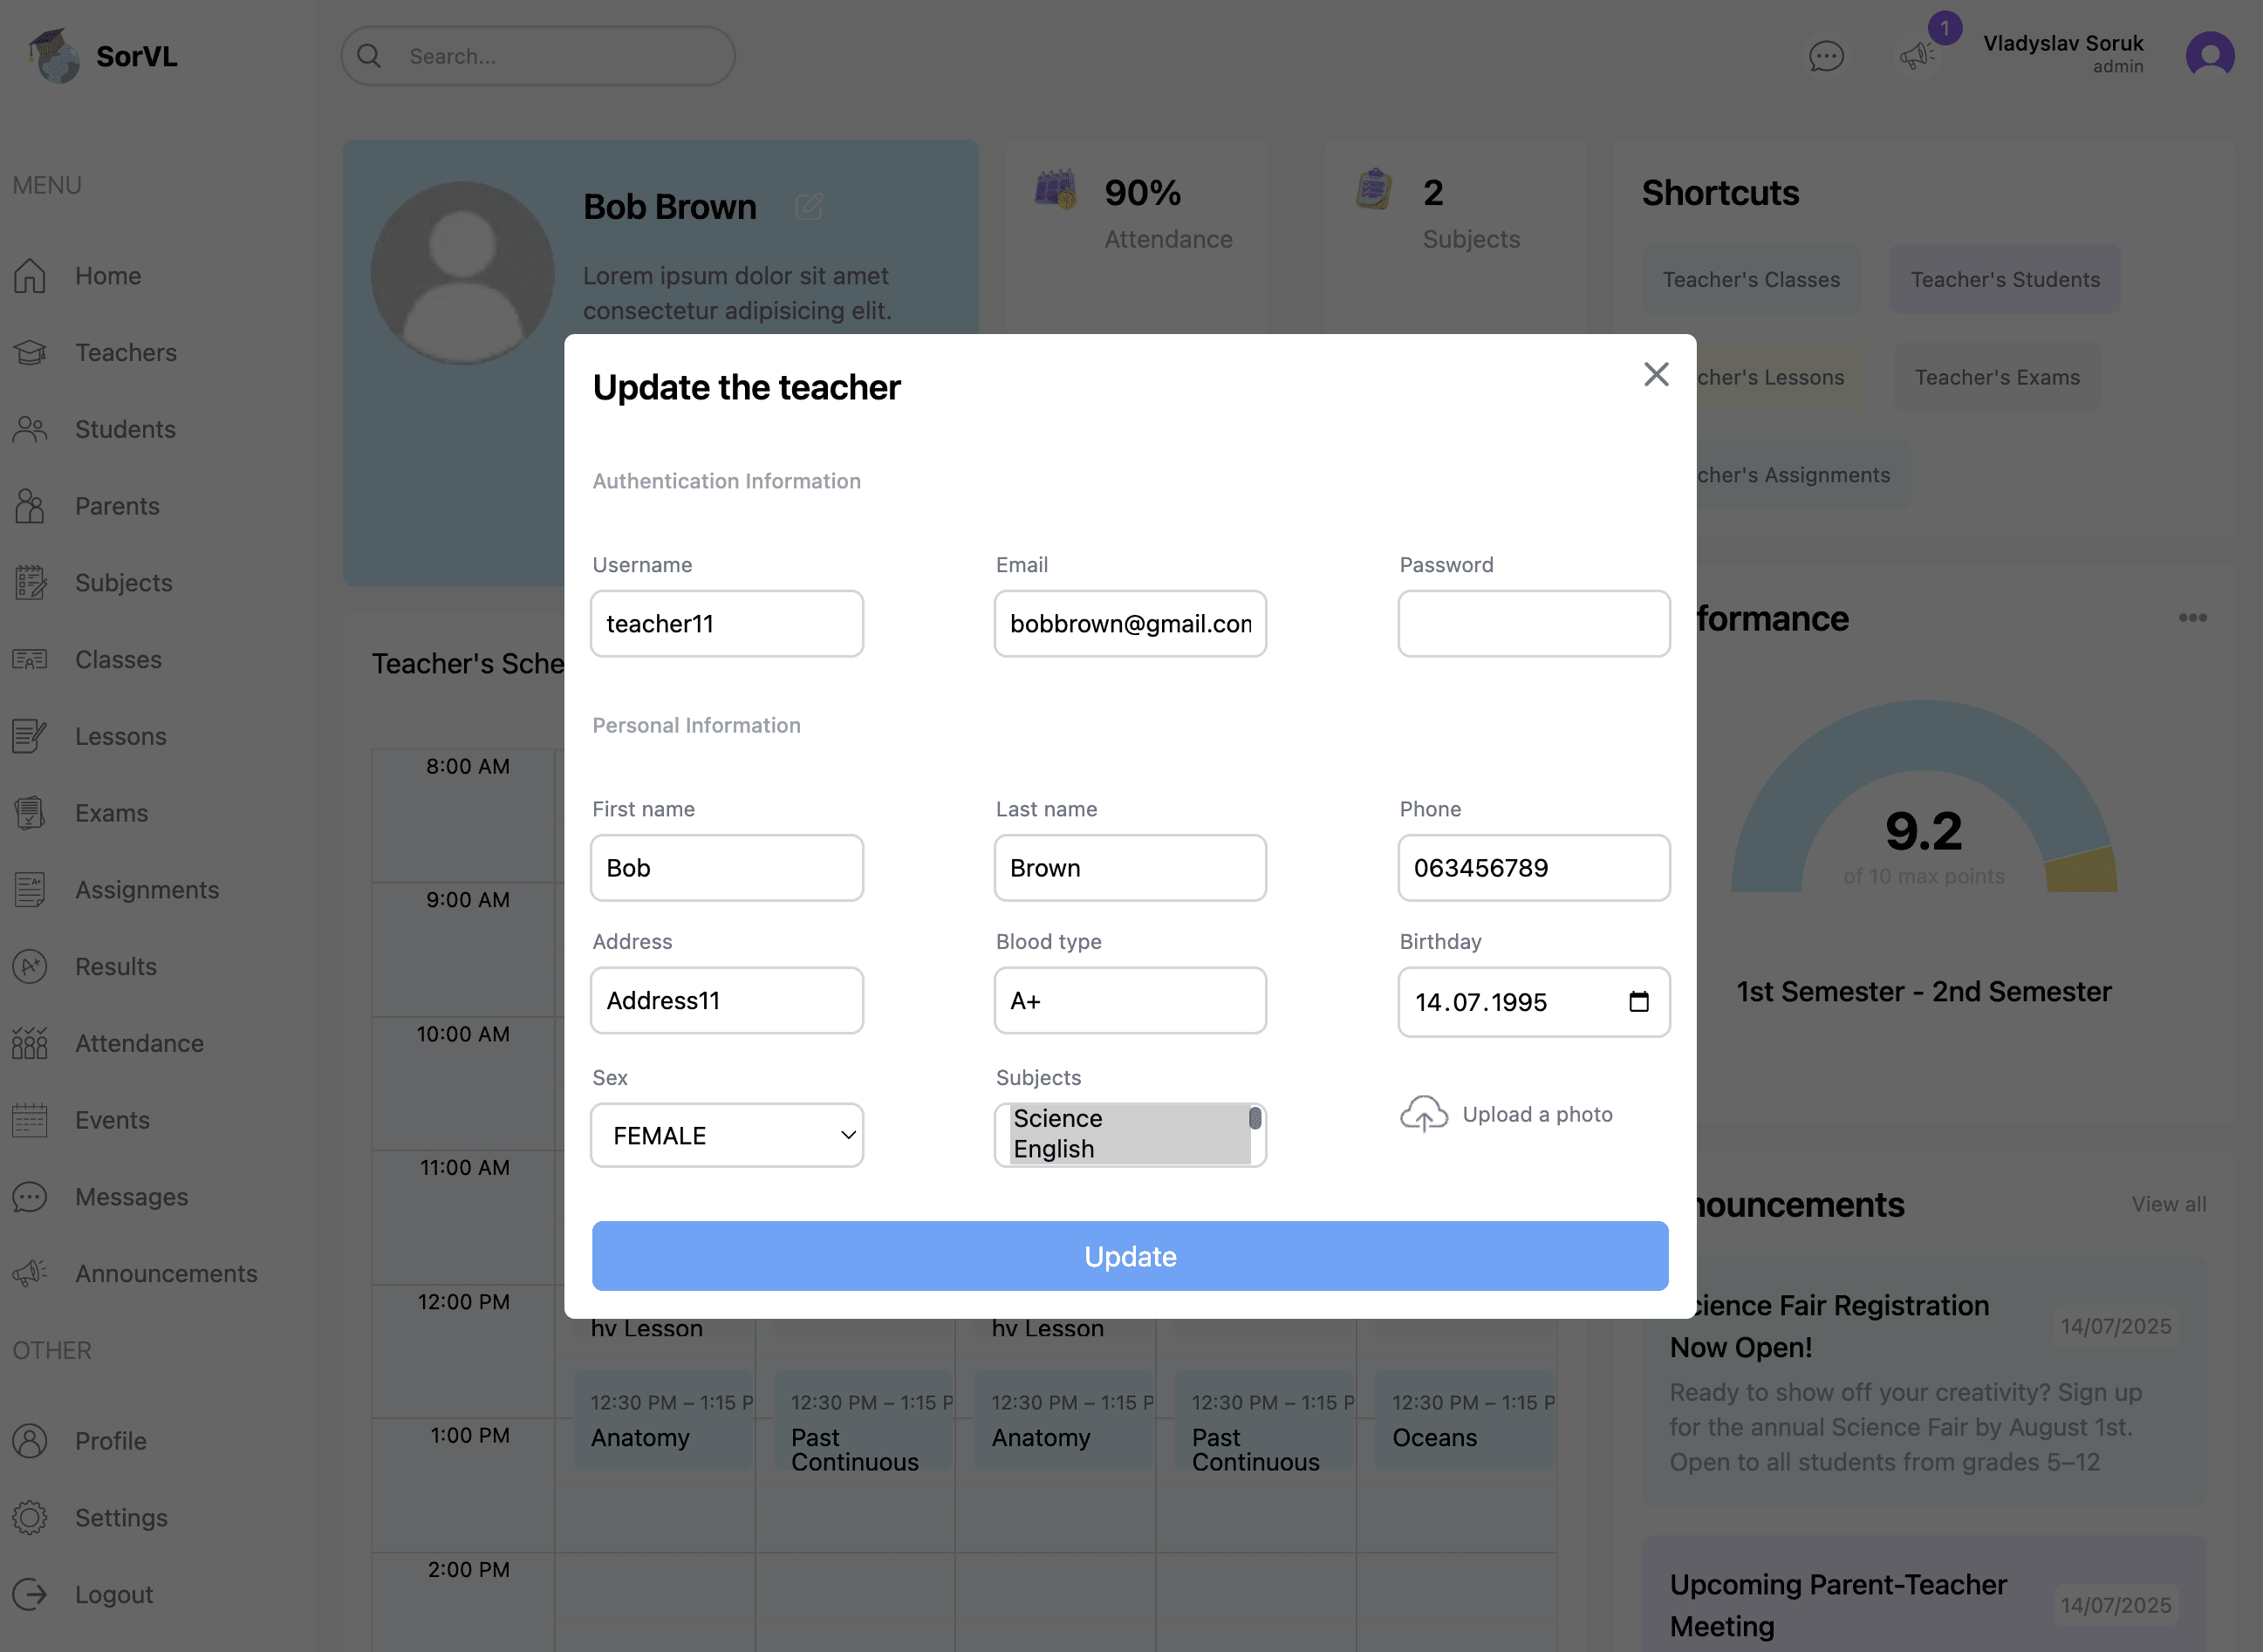 SorVL
Search...
1
Vladyslav Soruk
admin
MENU
Home
Teachers
Students
Parents
Subjects
Classes
Lessons
Exams
Assignments
Results
Attendance
Events
Messages
Announcements
OTHER
Profile
Settings
Logout
Bob Brown
Lorem ipsum dolor sit amet
consectetur adipisicing elit.
90%
Attendance
2
Subjects
Shortcuts
Teacher's Classes
Teacher's Students
cher's Lessons
Teacher's Exams
cher's Assignments
Update the teacher
Authentication Information
Username
Email
Password
teacher11
bobbrown@gmail.con
Personal Information
First name
Last name
Phone
Bob
Brown
063456789
Address
Blood type
Birthday
Address11
A+
14.07.1995
Sex
Subjects
FEMALE
Science
English
Upload a photo
Update
Teacher's Sche
8:00 AM
9:00 AM
10:00 AM
11:00 AM
12:00 PM
1:00 PM
2:00 PM
hy Lesson
hy Lesson
12:30 PM – 1:15 P
Anatomy
12:30 PM – 1:15 P
Past
Continuous
12:30 PM – 1:15 P
Anatomy
12:30 PM – 1:15 P
Past
Continuous
12:30 PM – 1:15 P
Oceans
formance
9.2
of 10 max points
1st Semester - 2nd Semester
nouncements
View all
cience Fair Registration
Now Open!
14/07/2025
Ready to show off your creativity? Sign up
for the annual Science Fair by August 1st.
Open to all students from grades 5–12
Upcoming Parent-Teacher
Meeting
14/07/2025